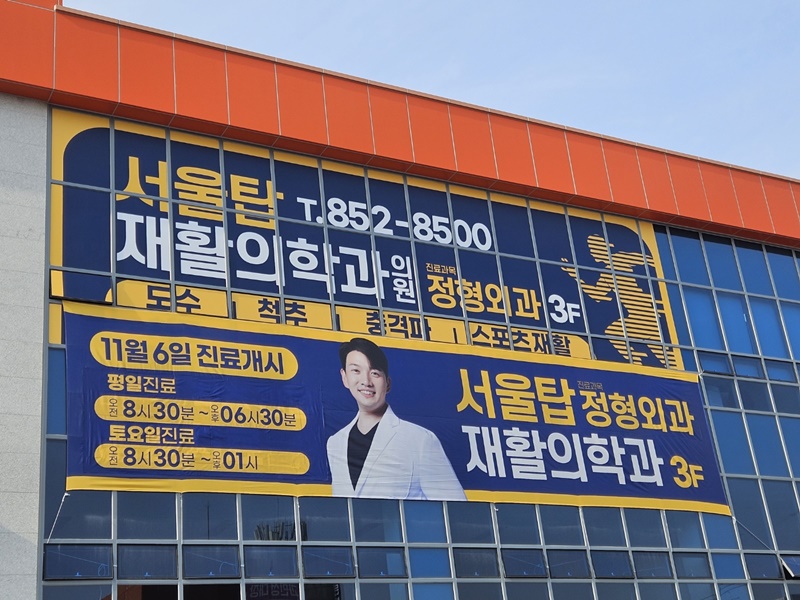 서울탑 T.852-8500
재활의학과의원 진료과목 정형외과 3F
도수 척추 충격파 스포츠재활
11월 6일 진료개시
평일진료
오전 8시30분 ~ 오후 06시30분
토요일진료
오전 8시30분 ~ 오후 01시
서울탑 진료과목 정형외과
재활의학과 3F